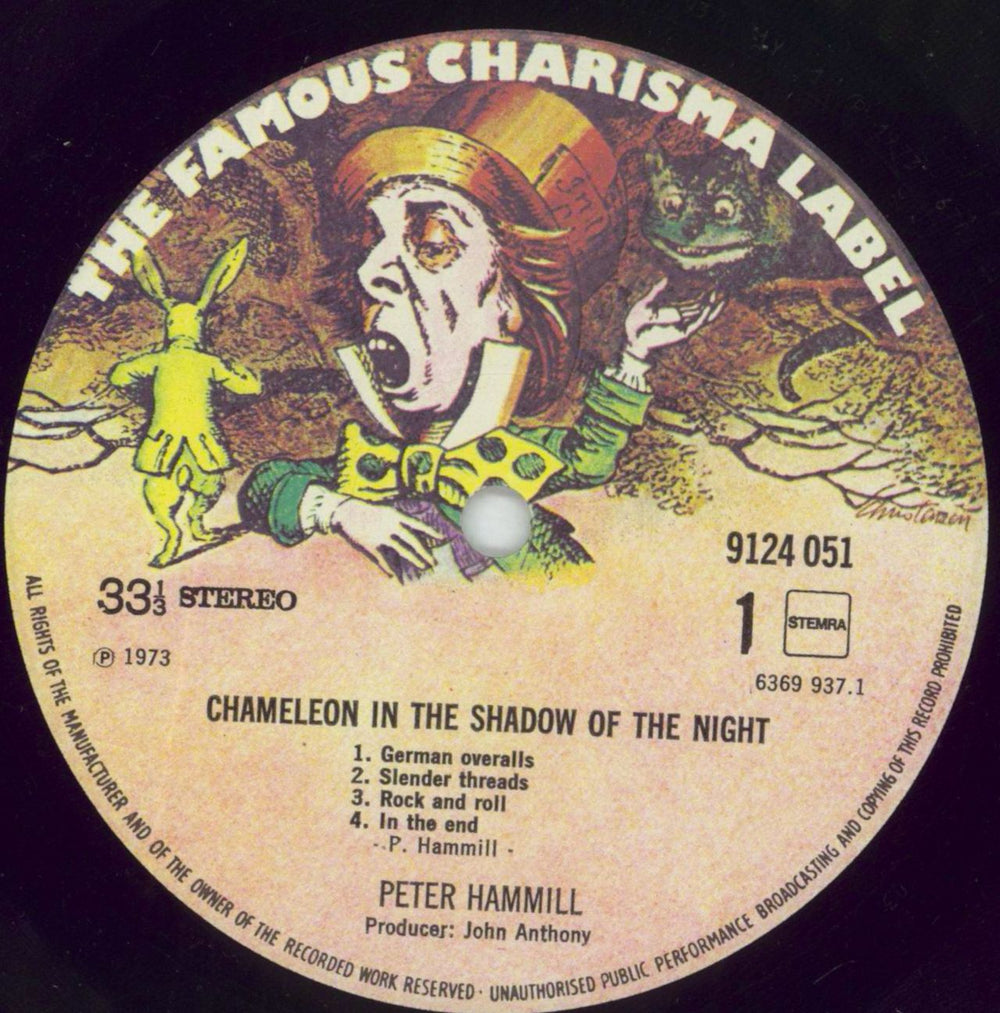 THE FAMOUS CHARISMA LABEL
9124 051
33⅓ STEREO
1 STEMRA
Ⓟ 1973
6369 937.1
CHAMELEON IN THE SHADOW OF THE NIGHT
1. German overalls
2. Slender threads
3. Rock and roll
4. In the end
- P. Hammill -
PETER HAMMILL
Producer: John Anthony
ALL RIGHTS OF THE MANUFACTURER AND OF THE OWNER OF THE RECORDED WORK RESERVED · UNAUTHORISED PUBLIC PERFORMANCE BROADCASTING AND COPYING OF THIS RECORD PROHIBITED